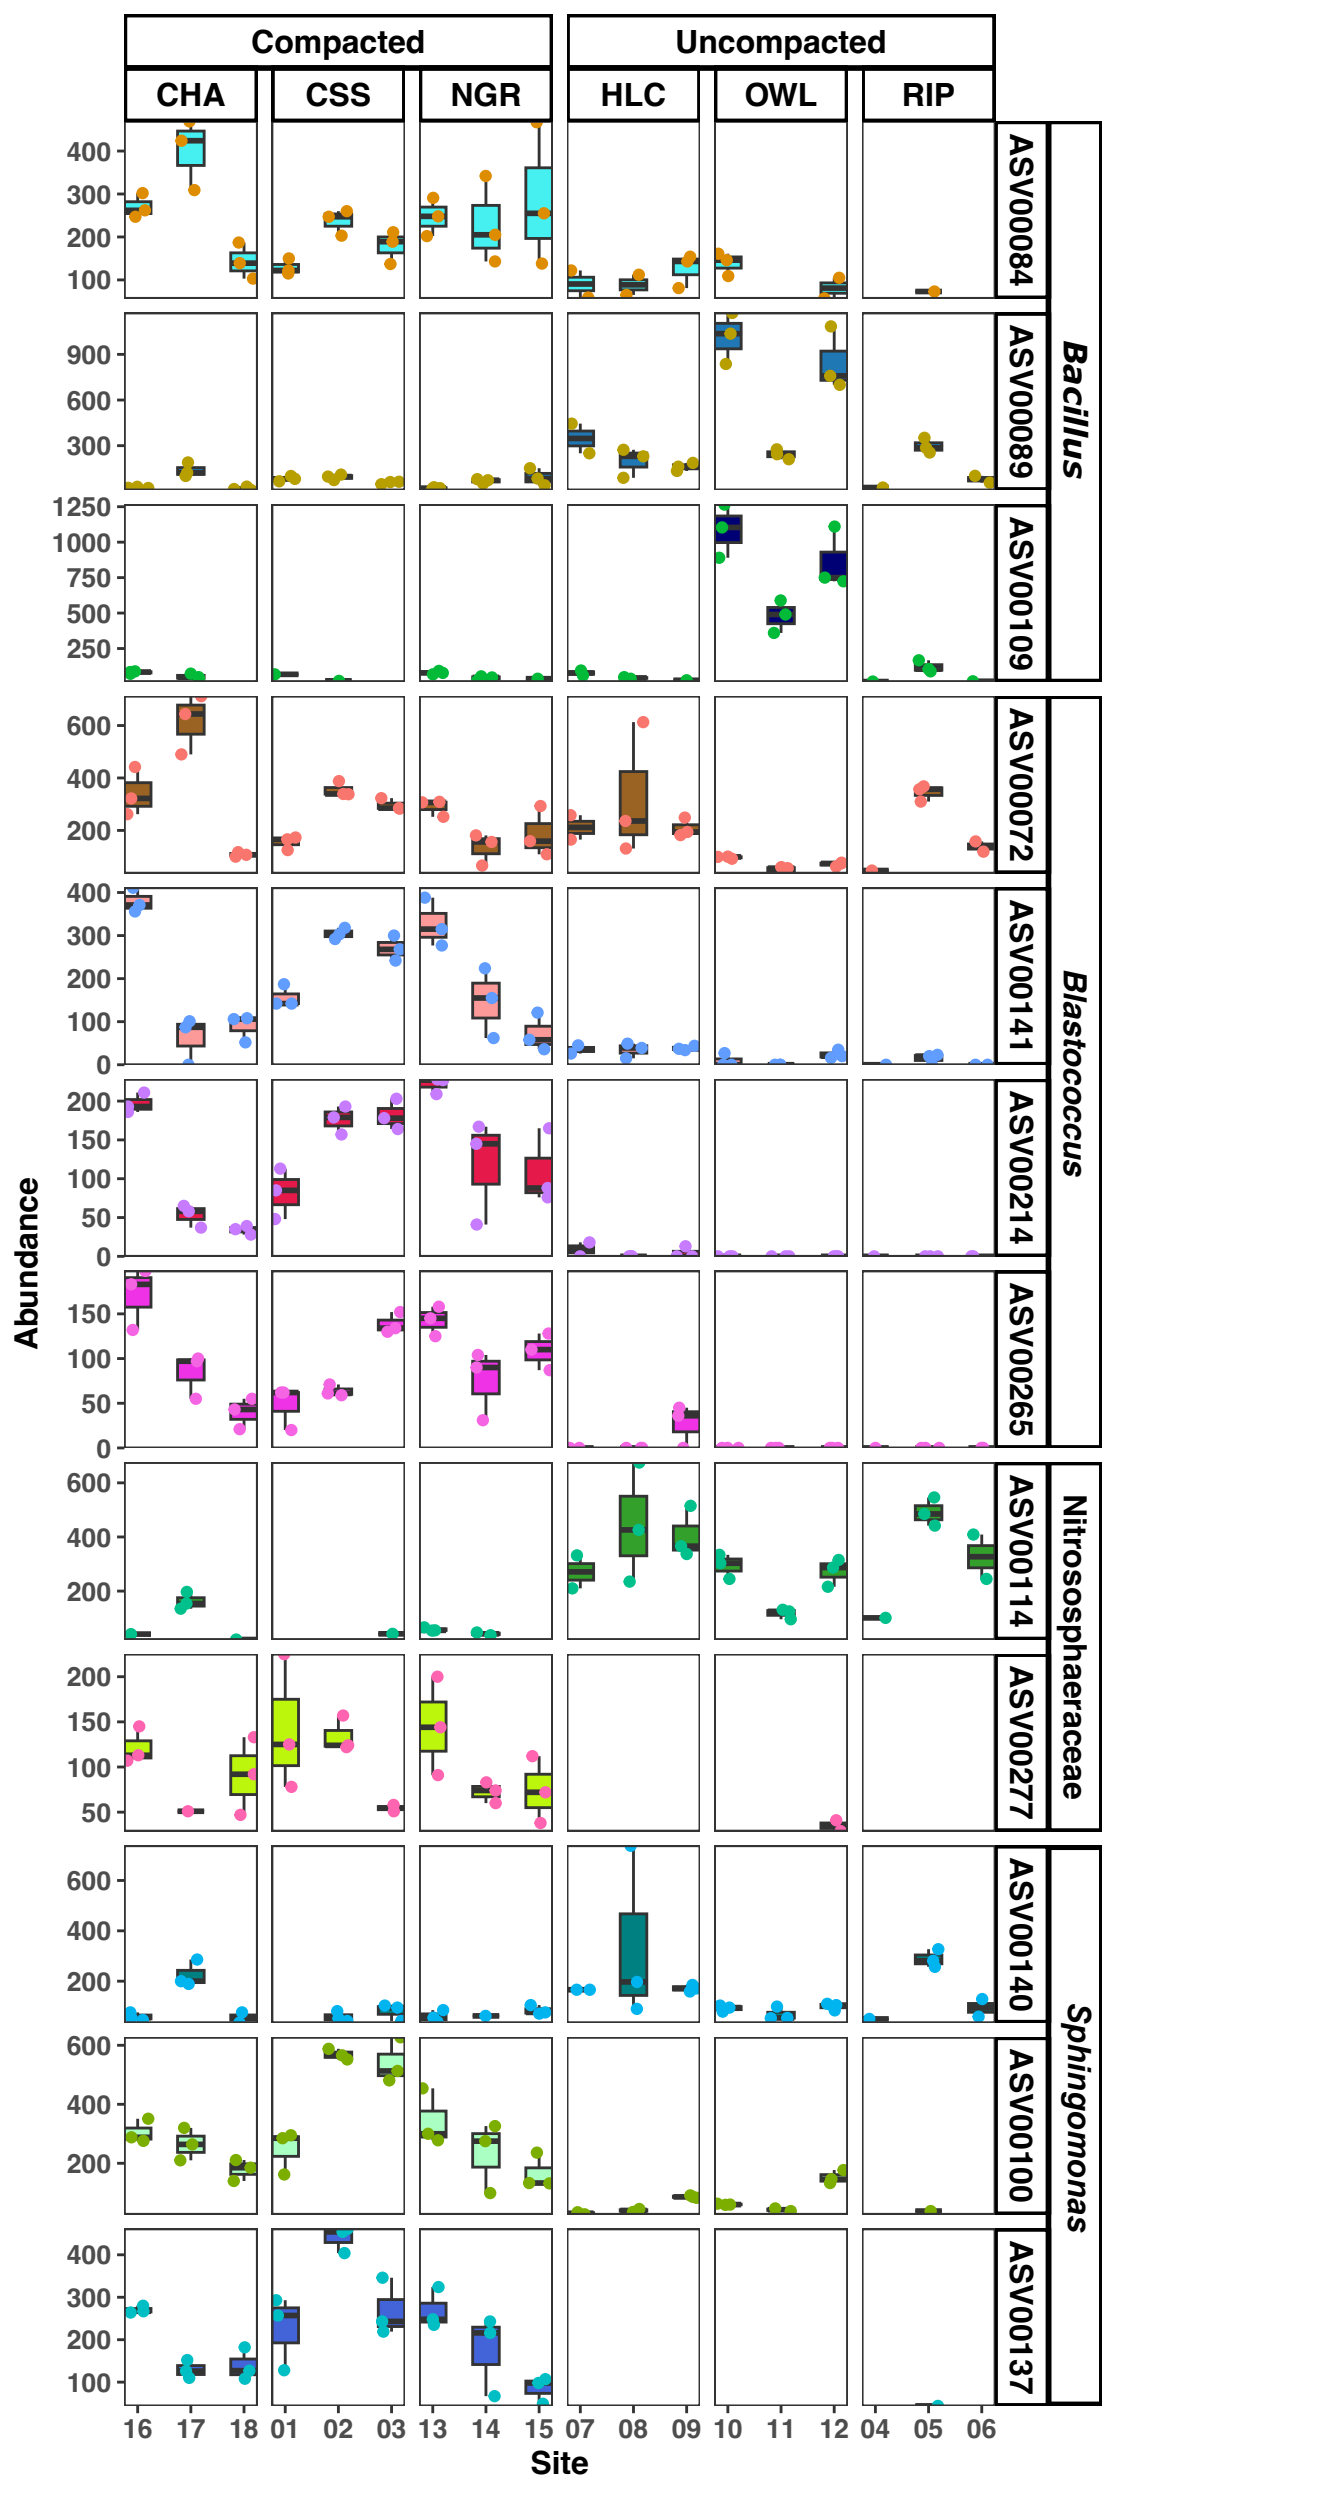 Compacted
Uncompacted
CHA
CSS
NGR
HLC
OWL
RIP
400
300
200
100
ASV00084
Bacillus
900
600
300
ASV00089
1250
1000
750
500
250
ASV00109
600
400
200
ASV00072
Blastococcus
400
300
200
100
0
ASV00141
200
150
100
50
0
ASV00214
150
100
50
0
ASV00265
600
400
200
ASV00114
Nitrososphaeraceae
200
150
100
50
ASV00277
600
400
200
ASV00140
Sphingomonas
600
400
200
ASV00100
400
300
200
100
ASV00137
Abundance
16 17 18 01 02 03 13 14 15 07 08 09 10 11 12 04 05 06
Site